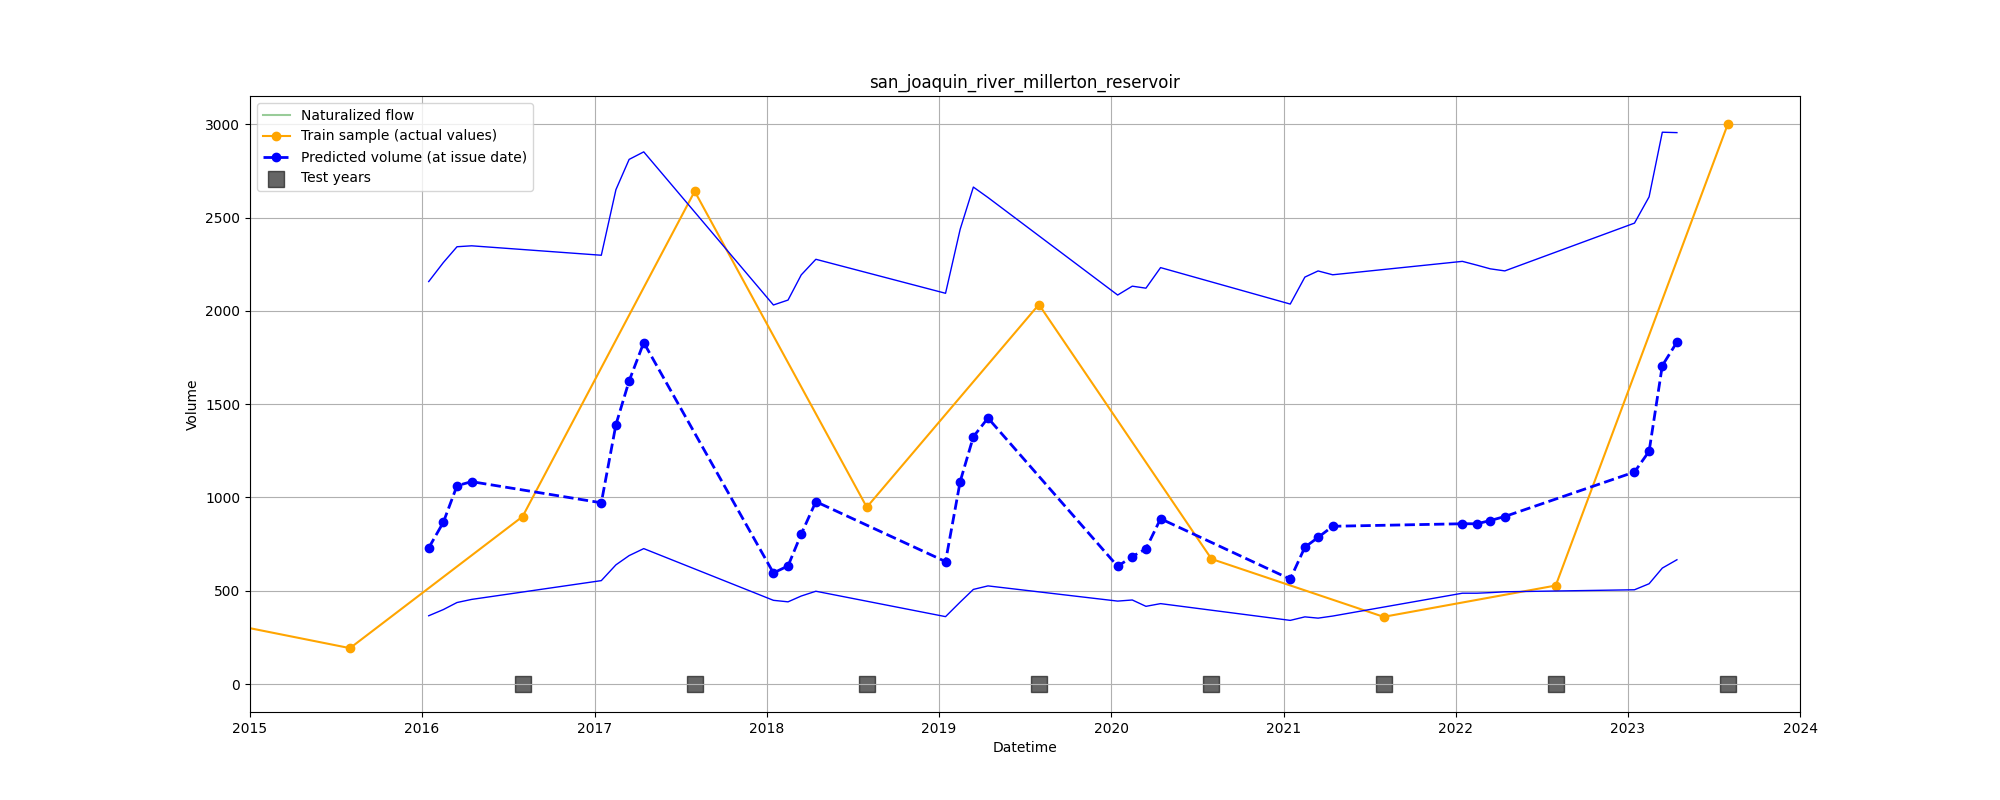 san_joaquin_river_millerton_reservoir
Naturalized flow
Train sample (actual values)
Predicted volume (at issue date)
Test years
3000
2500
2000
1500
1000
500
0
Volume
2015 2016 2017 2018 2019 2020 2021 2022 2023 2024
Datetime